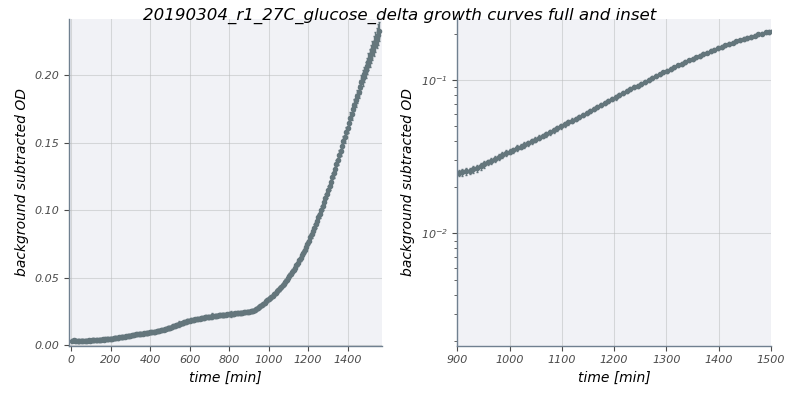 20190304_r1_27C_glucose_delta growth curves full and inset
background subtracted OD
0.20
0.15
0.10
0.05
0.00
0 200 400 600 800 1000 1200 1400
time [min]
background subtracted OD
10⁻¹
10⁻²
900 1000 1100 1200 1300 1400 1500
time [min]